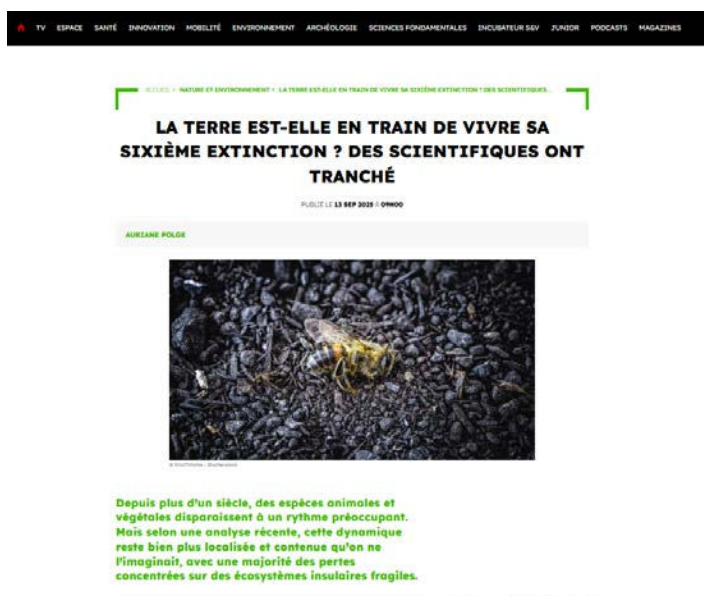 TV ESPACE SANTÉ INNOVATION MOBILITÉ ENVIRONNEMENT ARCHÉOLOGIE SCIENCES FONDAMENTALES INCUBATEUR S&V JUNIOR PODCASTS MAGAZINES
ACCUEIL > NATURE ET ENVIRONNEMENT > LA TERRE EST-ELLE EN TRAIN DE VIVRE SA SIXIÈME EXTINCTION ? DES SCIENTIFIQUES...
LA TERRE EST-ELLE EN TRAIN DE VIVRE SA
SIXIÈME EXTINCTION ? DES SCIENTIFIQUES ONT
TRANCHÉ
PUBLIÉ LE 13 SEP 2025 À 09H00
AURIANE POLGE
Depuis plus d'un siècle, des espèces animales et
végétales disparaissent à un rythme préoccupant.
Mais selon une analyse récente, cette dynamique
reste bien plus localisée et contenue qu'on ne
l'imaginait, avec une majorité des pertes
concentrées sur des écosystèmes insulaires fragiles.